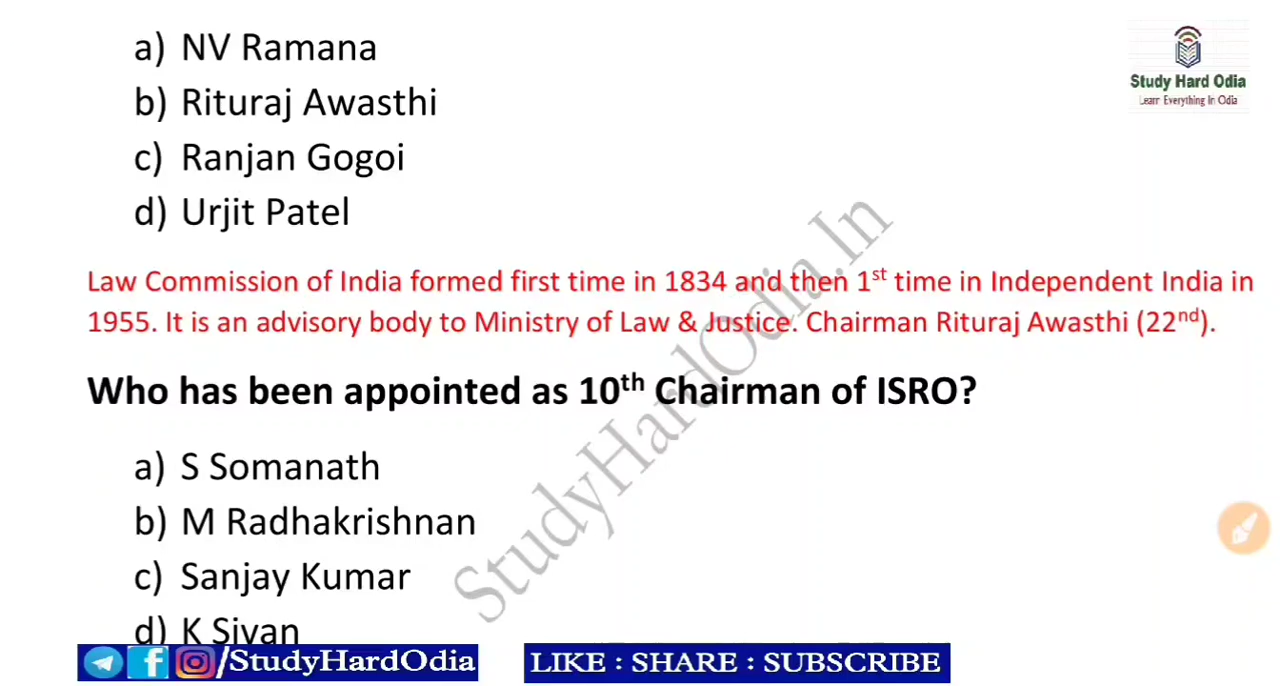 a) NV Ramana
b) Rituraj Awasthi
c) Ranjan Gogoi
d) Urjit Patel
Study Hard Odia
Learn Everything In Odia
Law Commission of India formed first time in 1834 and then 1st time in Independent India in
1955. It is an advisory body to Ministry of Law & Justice. Chairman Rituraj Awasthi (22nd).
Who has been appointed as 10th Chairman of ISRO?
a) S Somanath
b) M Radhakrishnan
c) Sanjay Kumar
d) K Sivan
StudyHardOdia.In
/StudyHardOdia
LIKE : SHARE : SUBSCRIBE